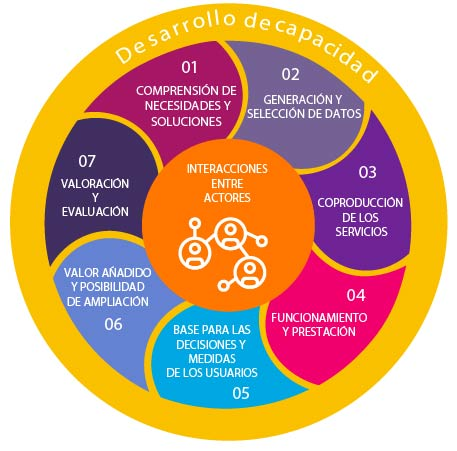 Desarrollo de capacidad
01
COMPRENSIÓN DE
NECESIDADES Y
SOLUCIONES
02
GENERACIÓN Y
SELECCIÓN DE DATOS
03
COPRODUCCIÓN
DE LOS
SERVICIOS
04
FUNCIONAMIENTO
Y PRESTACIÓN
BASE PARA LAS
DECISIONES Y
MEDIDAS
DE LOS USUARIOS
05
VALOR AÑADIDO
Y POSIBILIDAD
DE AMPLIACIÓN
06
07
VALORACIÓN
Y
EVALUACIÓN
INTERACCIONES
ENTRE
ACTORES